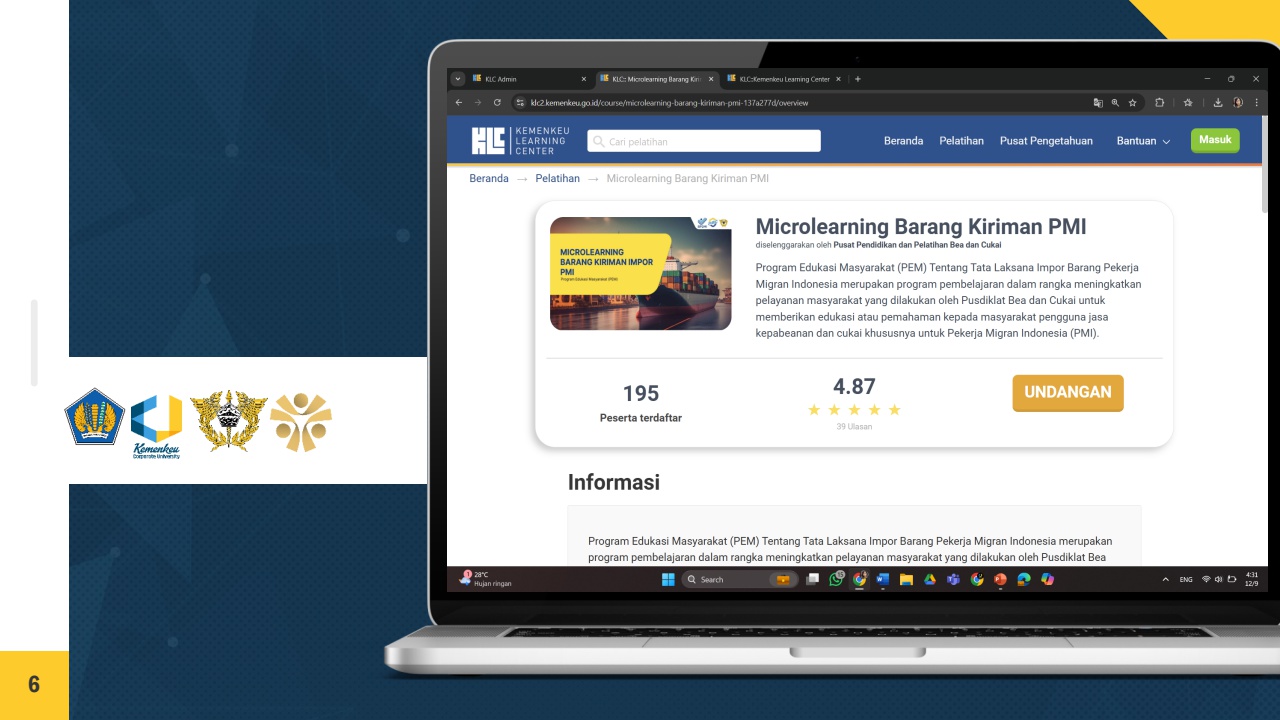 KLC Admin
KLC:: Microlearning Barang Kiri
KLC::Kemenkeu Learning Center
klc2.kemenkeu.go.id/course/microlearning-barang-kiriman-pmi-137a277d/overview
KLC
KEMENKEU
LEARNING
CENTER
Cari pelatihan
Beranda
Pelatihan
Pusat Pengetahuan
Bantuan
Masuk
Beranda → Pelatihan → Microlearning Barang Kiriman PMI
MICROLEARNING
BARANG KIRIMAN IMPOR
PMI
Program Edukasi Masyarakat (PEM)
Microlearning Barang Kiriman PMI
diselenggarakan oleh Pusat Pendidikan dan Pelatihan Bea dan Cukai
Program Edukasi Masyarakat (PEM) Tentang Tata Laksana Impor Barang Pekerja
Migran Indonesia merupakan program pembelajaran dalam rangka meningkatkan
pelayanan masyarakat yang dilakukan oleh Pusdiklat Bea dan Cukai untuk
memberikan edukasi atau pemahaman kepada masyarakat pengguna jasa
kepabeanan dan cukai khususnya untuk Pekerja Migran Indonesia (PMI).
195
Peserta terdaftar
4.87
39 Ulasan
UNDANGAN
Informasi
Program Edukasi Masyarakat (PEM) Tentang Tata Laksana Impor Barang Pekerja Migran Indonesia merupakan
program pembelajaran dalam rangka meningkatkan pelayanan masyarakat yang dilakukan oleh Pusdiklat Bea
1
28°C
Hujan ringan
Search
ENG
4:31
12/9
Kemenkeu
Corporate University
6